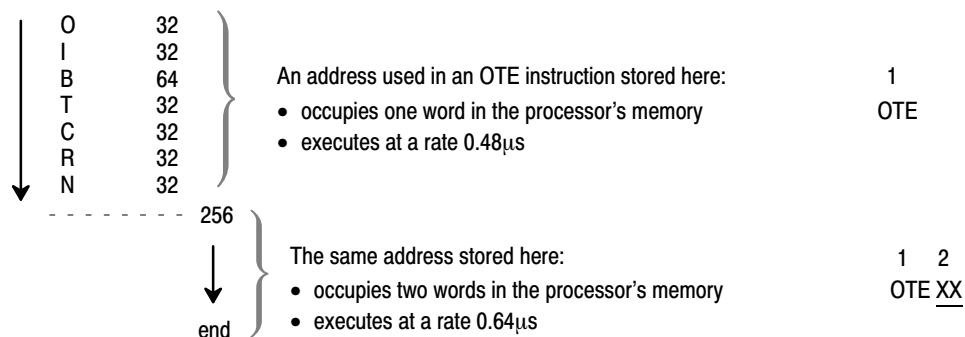 O 32
I 32
B 64
T 32
C 32
R 32
N 32
An address used in an OTE instruction stored here:
• occupies one word in the processor's memory
• executes at a rate 0.48μs
1
OTE
256
end
The same address stored here:
• occupies two words in the processor's memory
• executes at a rate 0.64μs
1 2
OTE XX